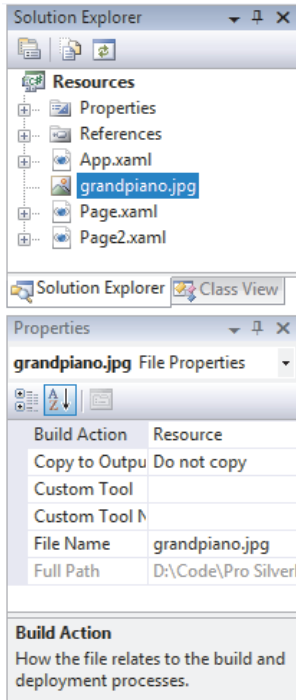 Solution Explorer
Resources
Properties
References
App.xaml
grandpiano.jpg
Page.xaml
Page2.xaml
Solution Explorer Class View
Properties
grandpiano.jpg File Properties
Build Action Resource
Copy to Outpu Do not copy
Custom Tool
Custom Tool N
File Name grandpiano.jpg
Full Path D:\Code\Pro Silverl
Build Action
How the file relates to the build and
deployment processes.